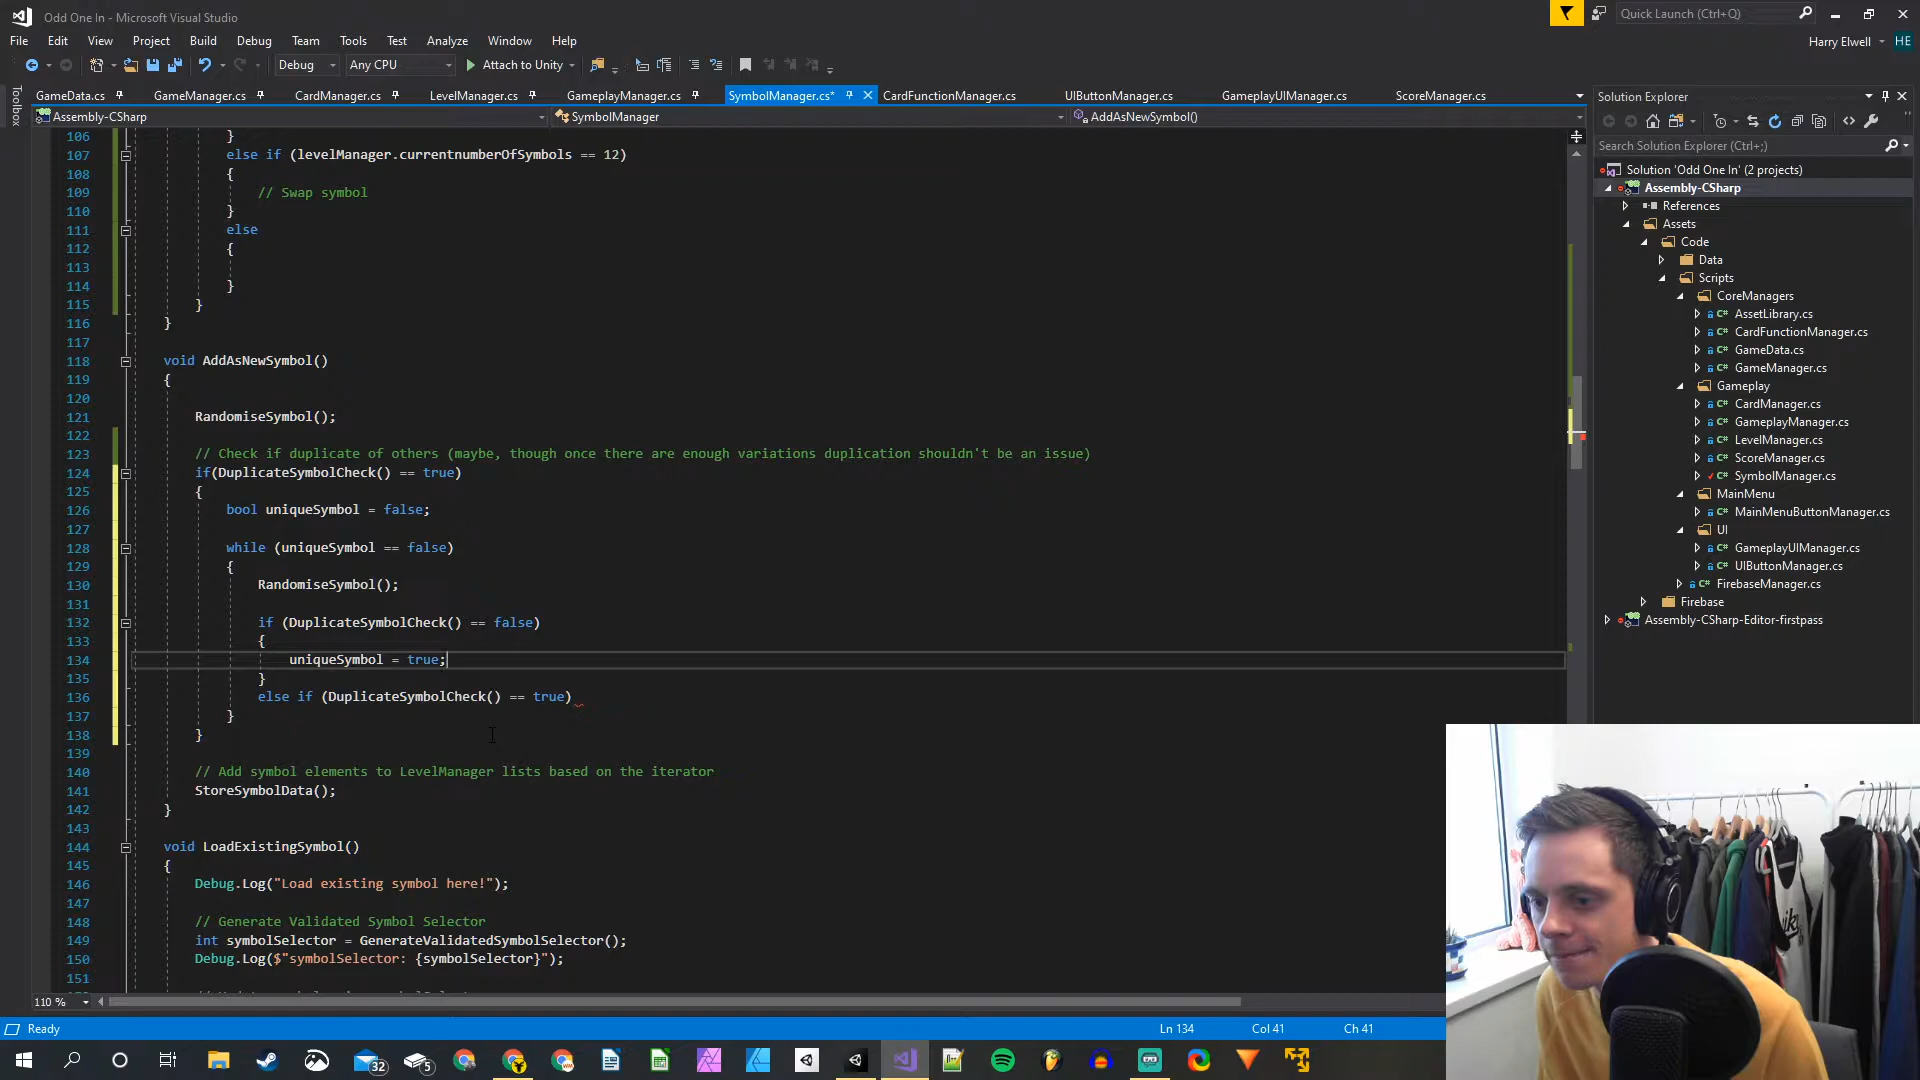 Odd One In - Microsoft Visual Studio
Quick Launch (Ctrl+Q)
File Edit View Project Build Debug Team Tools Test Analyze Window Help
Harry Elwell
HE
Debug
Any CPU
Attach to Unity
Toolbox
GameData.cs GameManager.cs CardManager.cs LevelManager.cs GameplayManager.cs SymbolManager.cs* CardFunctionManager.cs UIButtonManager.cs GameplayUIManager.cs ScoreManager.cs
Assembly-CSharp
SymbolManager
AddAsNewSymbol()
106 }
107 else if (levelManager.currentnumberOfSymbols == 12)
108 {
109 // Swap symbol
110 }
111 else
112 {
113
114 }
115 }
116 }
117
118 void AddAsNewSymbol()
119 {
120
121 RandomiseSymbol();
122
123 // Check if duplicate of others (maybe, though once there are enough variations duplication shouldn't be an issue)
124 if(DuplicateSymbolCheck() == true)
125 {
126 bool uniqueSymbol = false;
127
128 while (uniqueSymbol == false)
129 {
130 RandomiseSymbol();
131
132 if (DuplicateSymbolCheck() == false)
133 {
134 uniqueSymbol = true;
135 }
136 else if (DuplicateSymbolCheck() == true)
137 }
138 }
139
140 // Add symbol elements to LevelManager lists based on the iterator
141 StoreSymbolData();
142 }
143
144 void LoadExistingSymbol()
145 {
146 Debug.Log("Load existing symbol here!");
147
148 // Generate Validated Symbol Selector
149 int symbolSelector = GenerateValidatedSymbolSelector();
150 Debug.Log($"symbolSelector: {symbolSelector}");
151
110 %
Solution Explorer
Search Solution Explorer (Ctrl+;)
Solution 'Odd One In' (2 projects)
Assembly-CSharp
References
Assets
Code
Data
Scripts
CoreManagers
AssetLibrary.cs
CardFunctionManager.cs
GameData.cs
GameManager.cs
Gameplay
CardManager.cs
GameplayManager.cs
LevelManager.cs
ScoreManager.cs
SymbolManager.cs
MainMenu
MainMenuButtonManager.cs
UI
GameplayUIManager.cs
UIButtonManager.cs
FirebaseManager.cs
Firebase
Assembly-CSharp-Editor-firstpass
Ready
Ln 134
Col 41
Ch 41
32
5